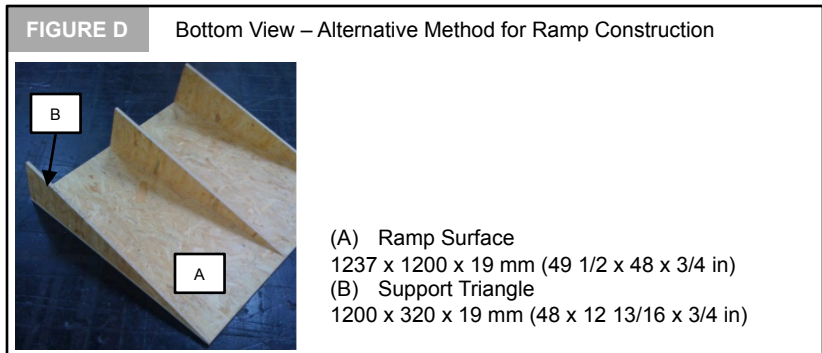 FIGURE D Bottom View – Alternative Method for Ramp Construction
B
A
(A) Ramp Surface
1237 x 1200 x 19 mm (49 1/2 x 48 x 3/4 in)
(B) Support Triangle
1200 x 320 x 19 mm (48 x 12 13/16 x 3/4 in)